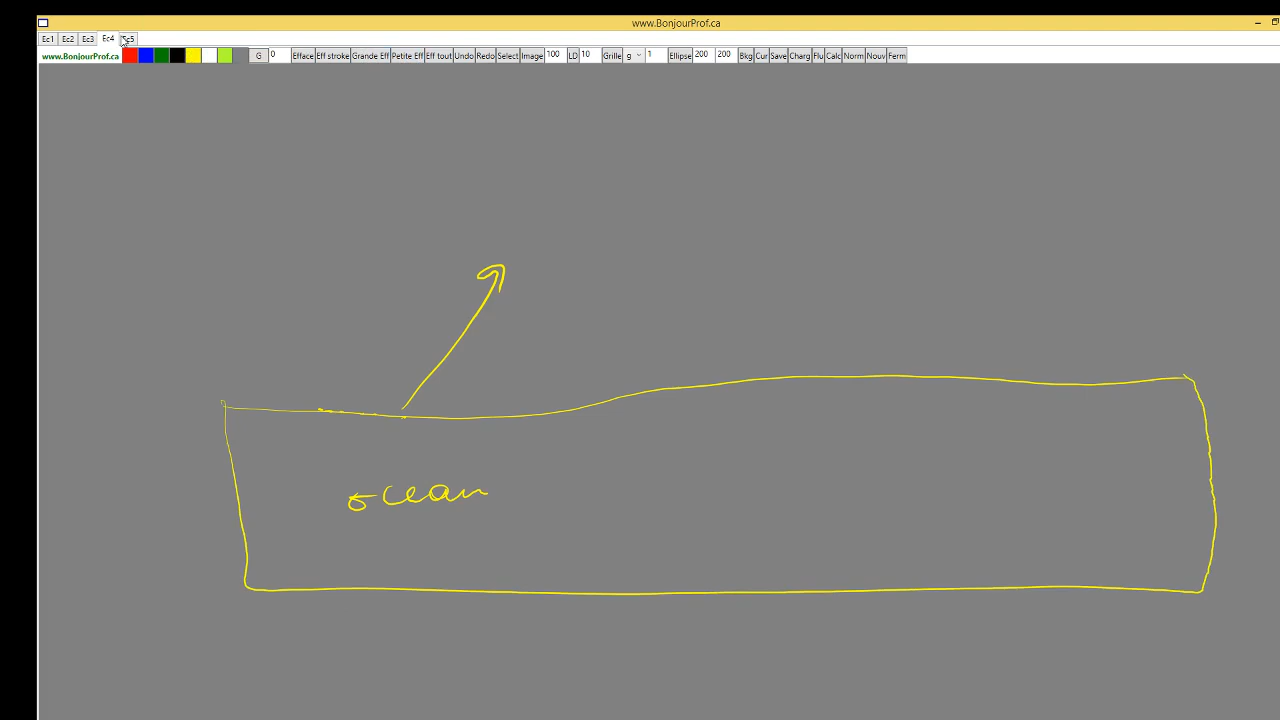 www.BonjourProf.ca
Ec1 Ec2 Ec3 Ec4
www.BonjourProf.ca G 0 Efface Eff stroke Grande Eff Petite Eff Eff tout Undo Redo Select Image 100 LD 10 Grille g 1 Ellipse 200 200 Bkg Cur Save Charg Flu Calc Norm Nouv Ferm
ocean